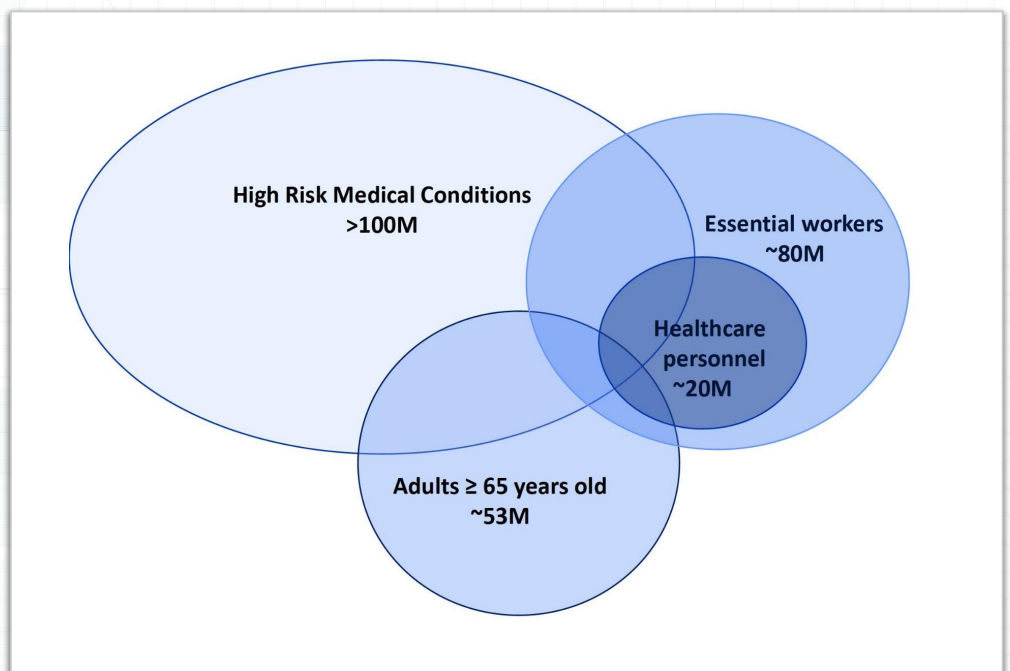 High Risk Medical Conditions
>100M
Essential workers
~80M
Healthcare
personnel
~20M
Adults ≥ 65 years old
~53M